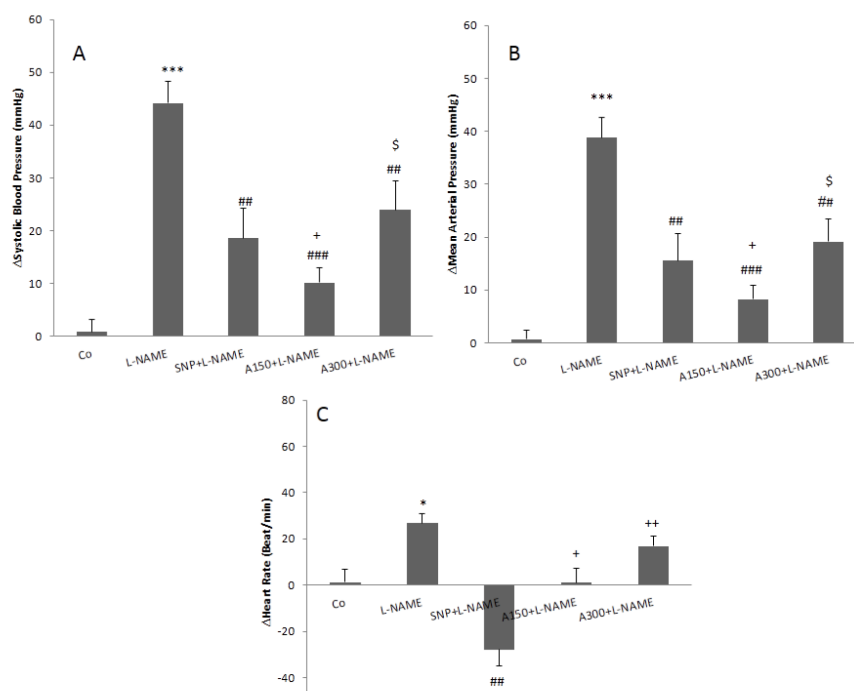 A
ΔSystolic Blood Pressure (mmHg)
60
50
40
30
20
10
0
***
##
+
###
$
##
Co
L-NAME
SNP+L-NAME
A150+L-NAME
A300+L-NAME
B
ΔMean Arterial Pressure (mmHg)
60
50
40
30
20
10
0
***
##
+
###
$
##
Co
L-NAME
SNP+L-NAME
A150+L-NAME
A300+L-NAME
C
ΔHeart Rate (Beat/min)
80
60
40
20
0
-20
-40
*
##
+
++
Co
L-NAME
SNP+L-NAME
A150+L-NAME
A300+L-NAME